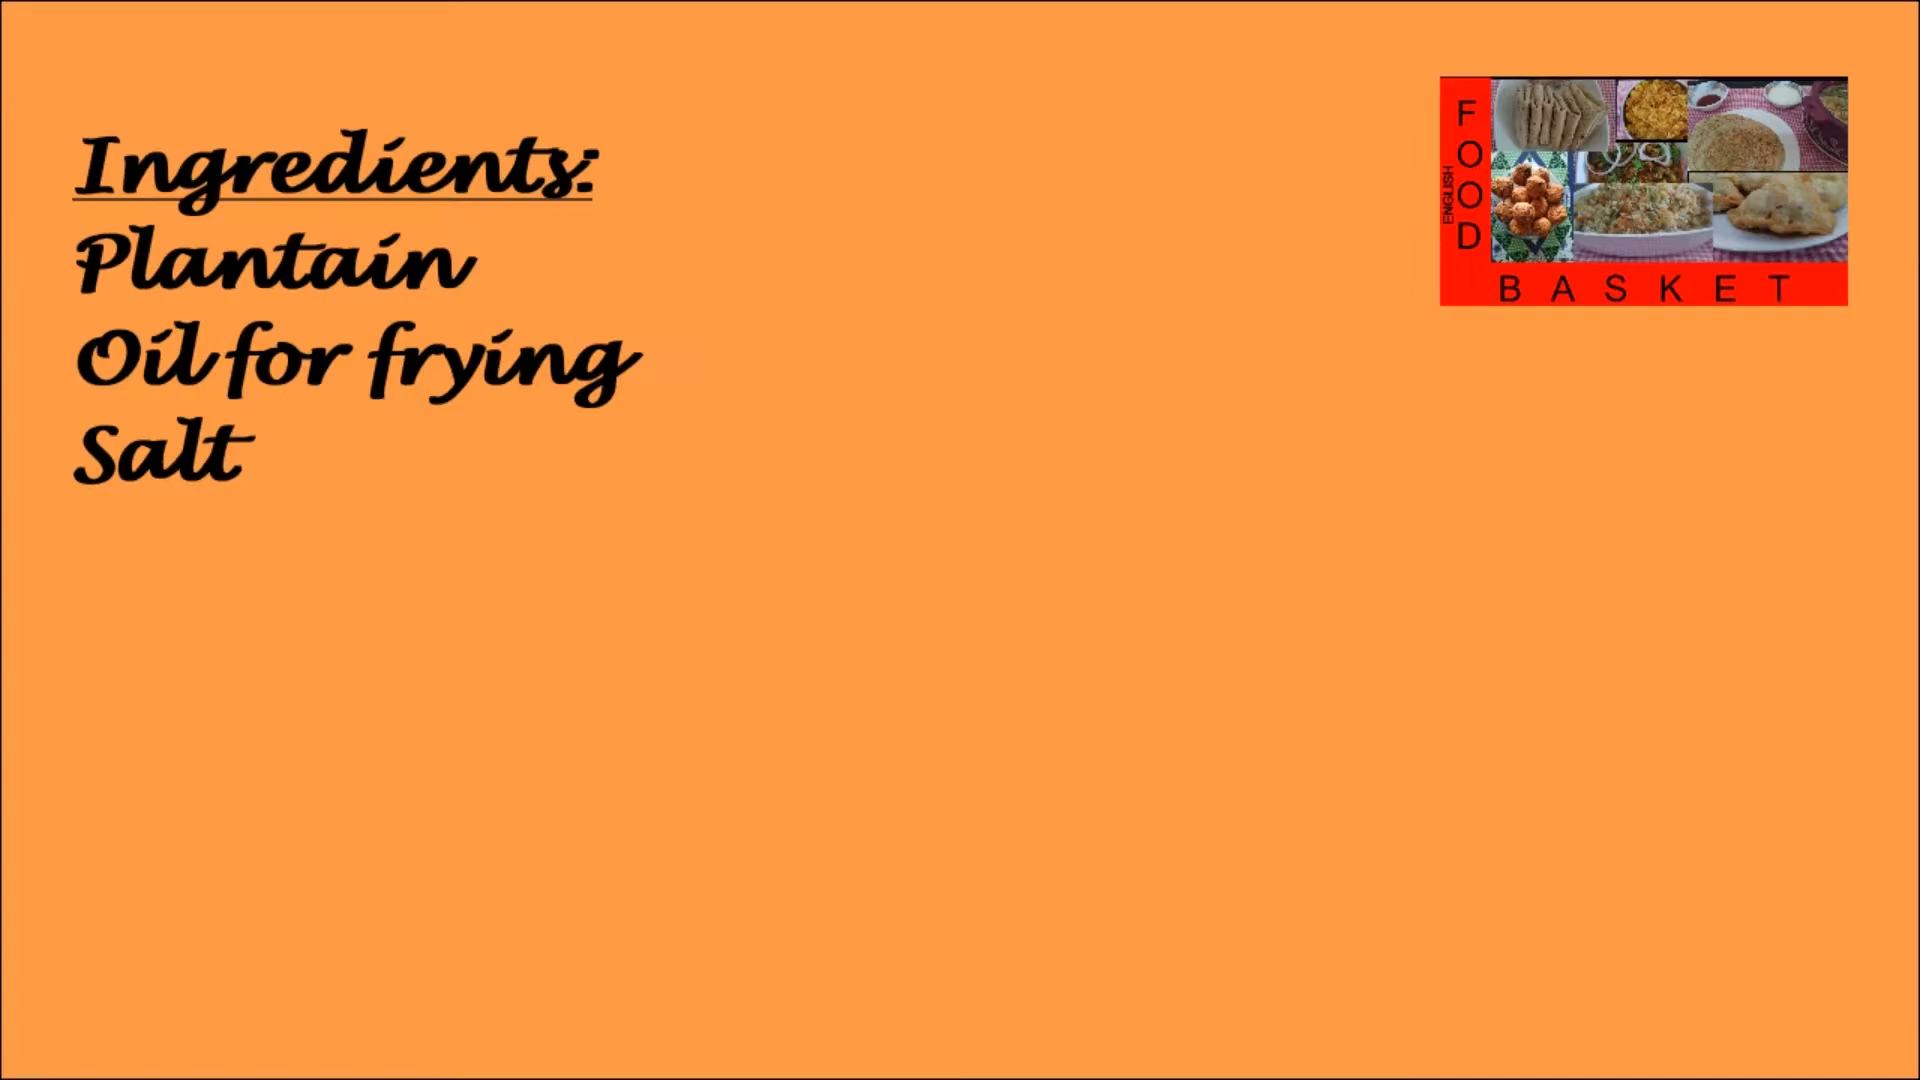 Ingredients:
Plantain
Oil for frying
Salt
ENGLISH
FOOD
BASKET